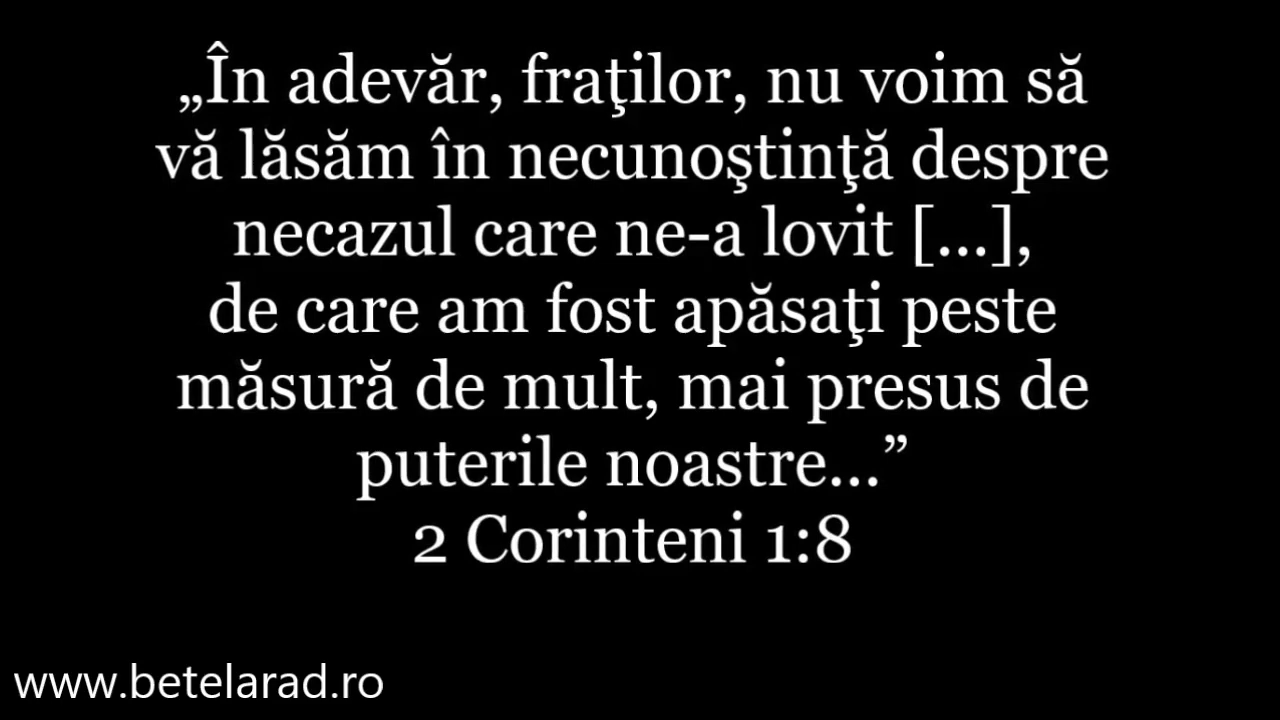 „În adevăr, fraţilor, nu voim să
vă lăsăm în necunoştinţă despre
necazul care ne-a lovit [...],
de care am fost apăsaţi peste
măsură de mult, mai presus de
puterile noastre...”
2 Corinteni 1:8
www.betelarad.ro